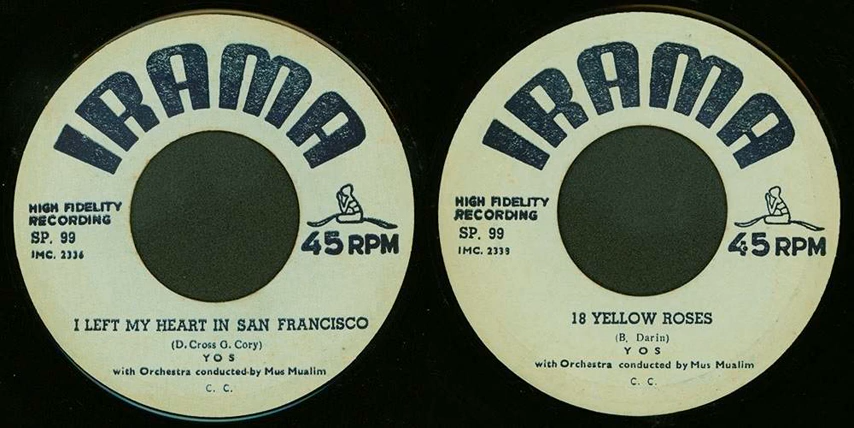 IRAMA
HIGH FIDELITY
RECORDING
SP. 99
IMC. 2336
45 RPM
I LEFT MY HEART IN SAN FRANCISCO
(D. Cross G. Cory)
YOS
with Orchestra conducted by Mus Mualim
C. C.
IRAMA
HIGH FIDELITY
RECORDING
SP. 99
IMC. 2339
45 RPM
18 YELLOW ROSES
(B. Darin)
YOS
with Orchestra conducted by Mus Mualim
C. C.